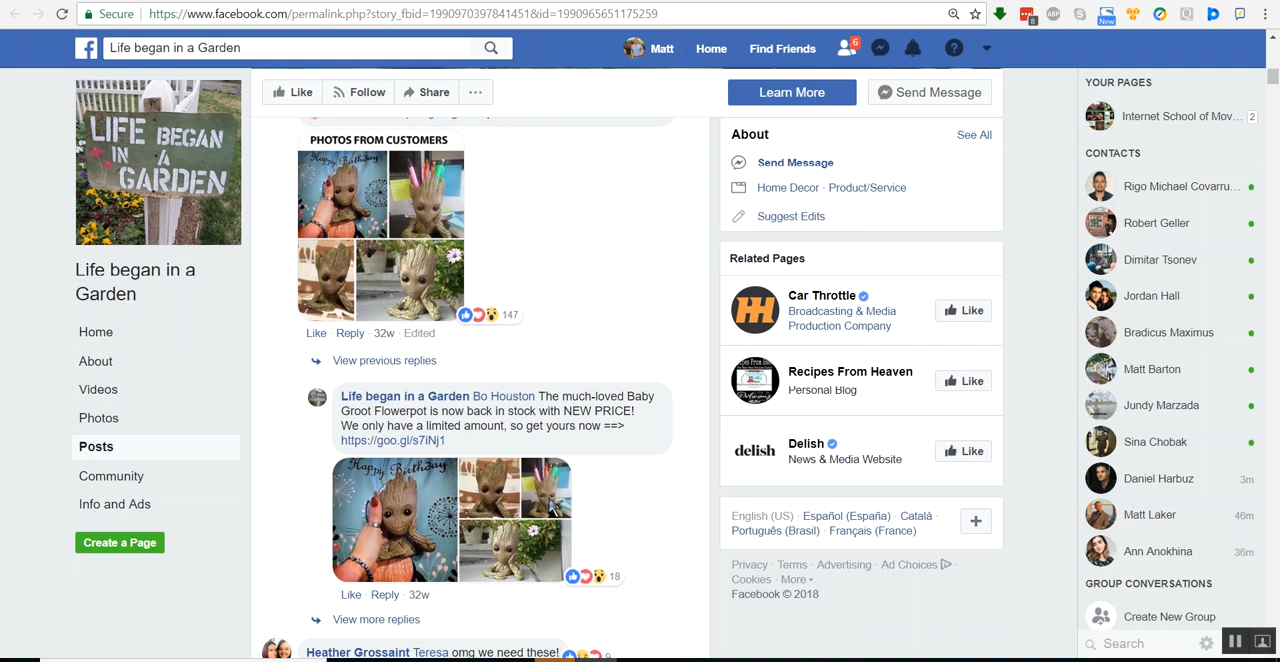 Secure
https://www.facebook.com/permalink.php?story_fbid=1990970397841451&id=1990965651175259
8
ABP
New
Life began in a Garden
Matt
Home
Find Friends
6
LIFE BEGAN
IN A
GARDEN
Life began in a
Garden
Home
About
Videos
Photos
Posts
Community
Info and Ads
Create a Page
Like
Follow
Share
Learn More
Send Message
PHOTOS FROM CUSTOMERS
Happy Birthday
147
Like · Reply · 32w · Edited
View previous replies
Life began in a Garden Bo Houston The much-loved Baby
Groot Flowerpot is now back in stock with NEW PRICE!
We only have a limited amount, so get yours now ==>
https://goo.gl/s7iNj1
Happy Birthday
18
Like · Reply · 32w
View more replies
Heather Grossaint Teresa omg we need these!
9
About
See All
Send Message
Home Decor · Product/Service
Suggest Edits
Related Pages
Car Throttle
Broadcasting & Media
Production Company
Like
Recipes From Heaven
Personal Blog
Like
delish
Delish
News & Media Website
Like
English (US) · Español (España) · Català ·
Português (Brasil) · Français (France)
Privacy · Terms · Advertising · Ad Choices ·
Cookies · More
Facebook © 2018
YOUR PAGES
Internet School of Mov... 2
CONTACTS
Rigo Michael Covarru...
Robert Geller
Dimitar Tsonev
Jordan Hall
Bradicus Maximus
Matt Barton
Jundy Marzada
Sina Chobak
Daniel Harbuz 3m
Matt Laker 46m
Ann Anokhina 36m
GROUP CONVERSATIONS
Create New Group
Search